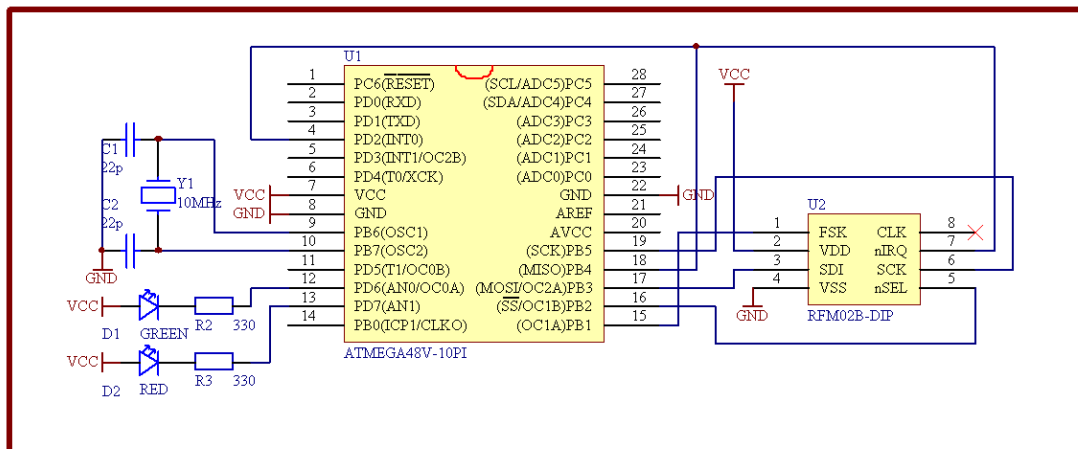 U1
1 PC6(RESET) (SCL/ADC5)PC5 28
2 PD0(RXD) (SDA/ADC4)PC4 27
3 PD1(TXD) (ADC3)PC3 26
4 PD2(INT0) (ADC2)PC2 25
5 PD3(INT1/OC2B) (ADC1)PC1 24
6 PD4(T0/XCK) (ADC0)PC0 23
VCC 7 VCC GND 22 GND
GND 8 GND AREF 21
9 PB6(OSC1) AVCC 20
10 PB7(OSC2) (SCK)PB5 19
11 PD5(T1/OC0B) (MISO)PB4 18
12 PD6(AN0/OC0A) (MOSI/OC2A)PB3 17
13 PD7(AN1) (SS/OC1B)PB2 16
14 PB0(ICP1/CLKO) (OC1A)PB1 15
ATMEGA48V-10PI
C1
22p
Y1
10MHz
C2
22p
GND
VCC
D1 GREEN R2 330
VCC
D2 RED R3 330
VCC
U2
1 FSK CLK 8
2 VDD nIRQ 7
3 SDI SCK 6
4 VSS nSEL 5
GND
RFM02B-DIP